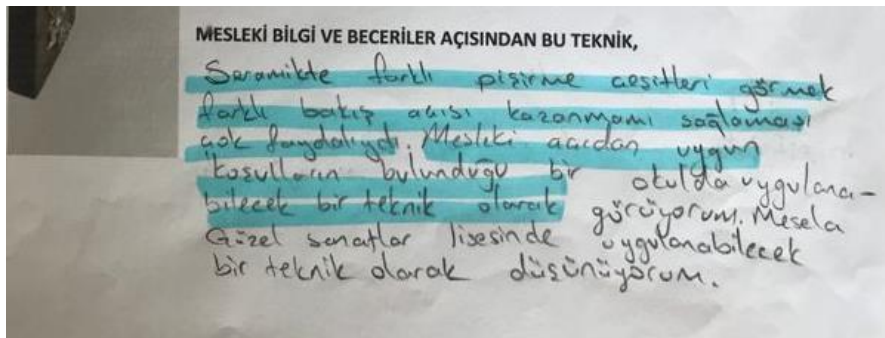 MESLEKİ BİLGİ VE BECERİLER AÇISINDAN BU TEKNİK,
Seramikte farklı pişirme çeşitleri görmek
farklı bakış açısı kazanmamı sağlaması
çok faydalıydı. Mesleki açıdan uygun
koşulların bulunduğu bir okulda uygulana-
bilecek bir teknik olarak görüyorum. Mesela
Güzel sanatlar lisesinde uygulanabilecek
bir teknik olarak düşünüyorum.